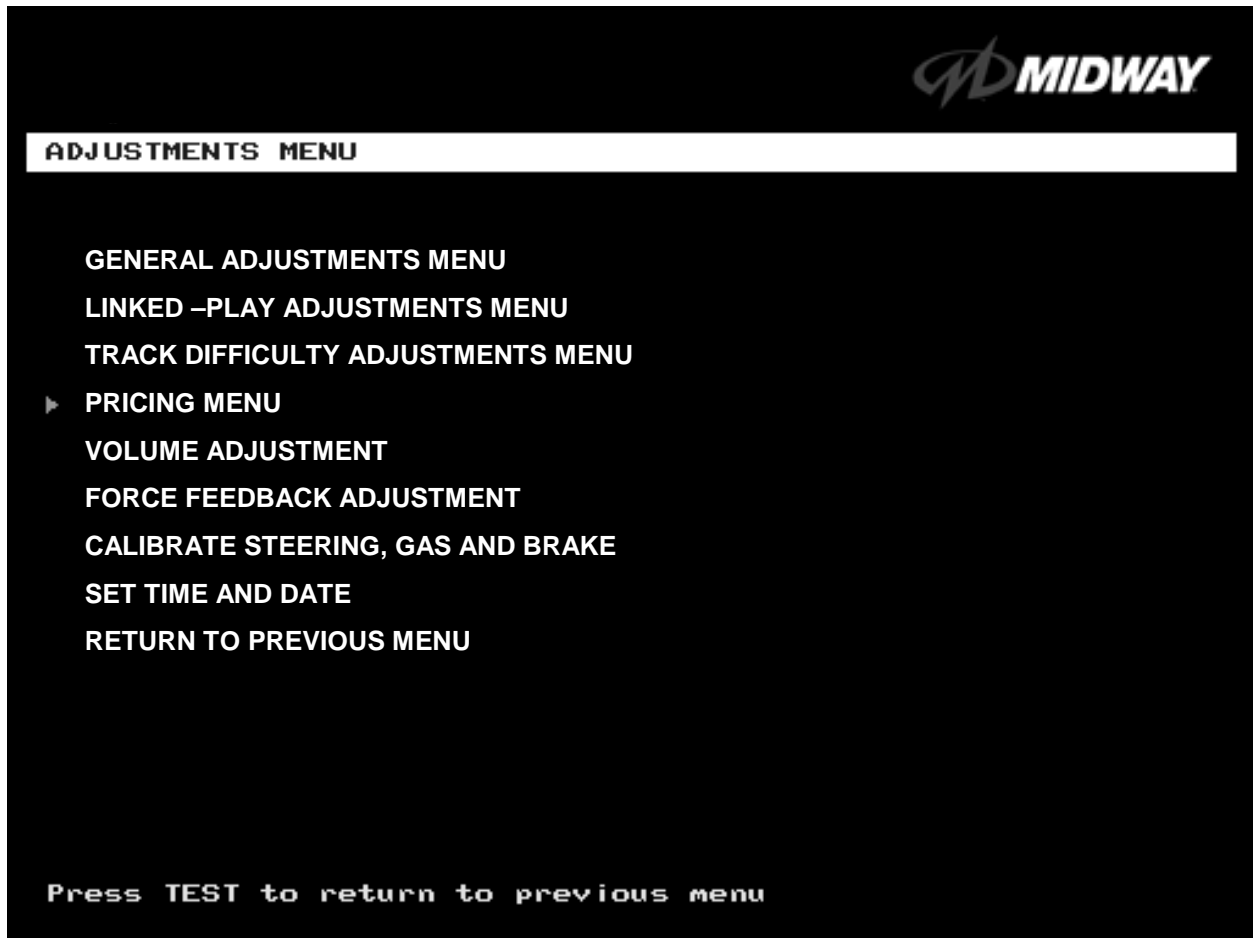 MIDWAY
ADJUSTMENTS MENU
GENERAL ADJUSTMENTS MENU
LINKED –PLAY ADJUSTMENTS MENU
TRACK DIFFICULTY ADJUSTMENTS MENU
PRICING MENU
VOLUME ADJUSTMENT
FORCE FEEDBACK ADJUSTMENT
CALIBRATE STEERING, GAS AND BRAKE
SET TIME AND DATE
RETURN TO PREVIOUS MENU
Press TEST to return to previous menu